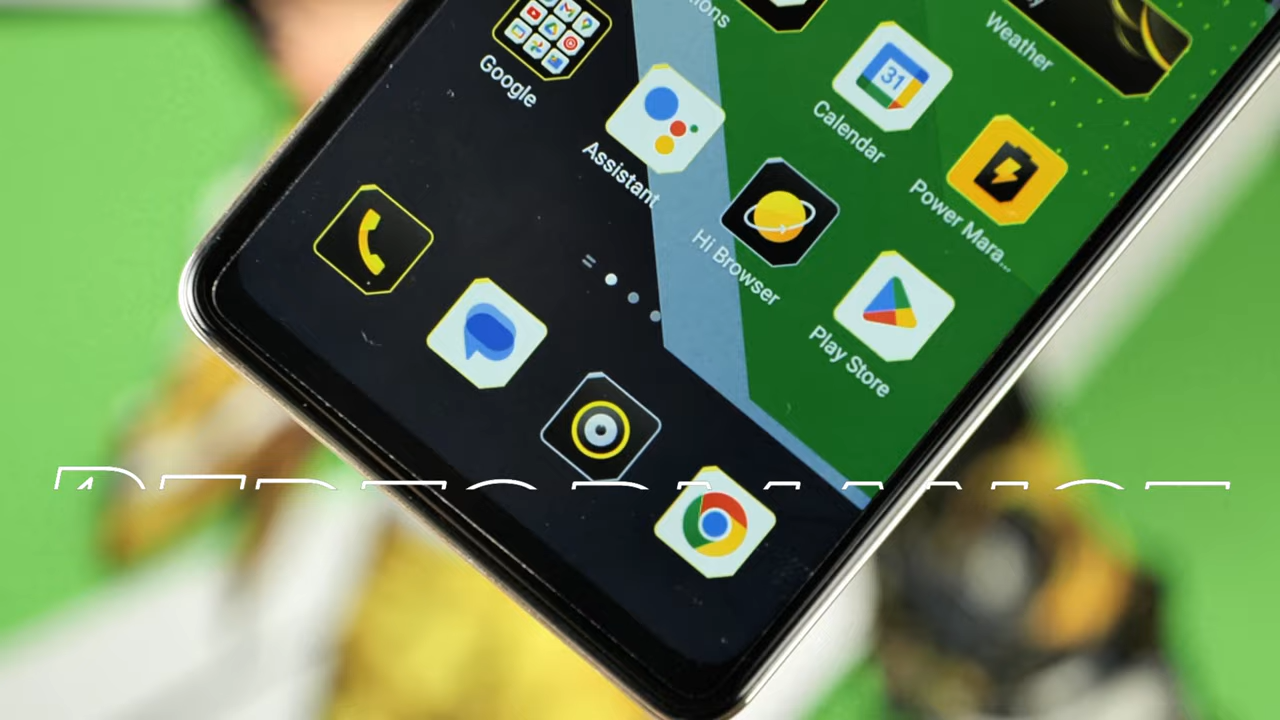 Google
Assistant
Calendar
Weather
Hi Browser
Power Mara...
Play Store
31